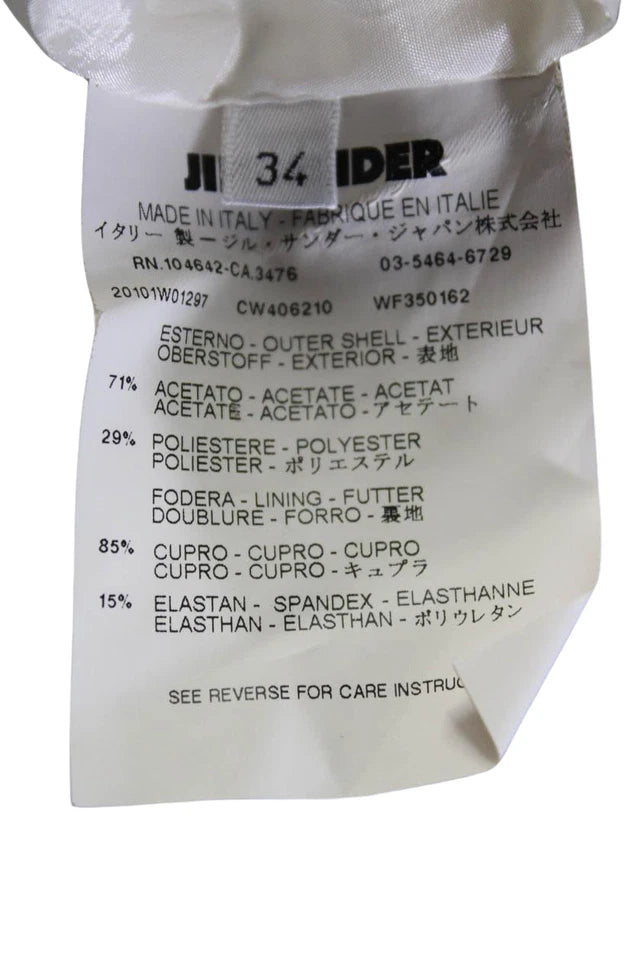 34
JI NDER
MADE IN ITALY - FABRIQUE EN ITALIE
イタリー 製 ー ジル・サンダー・ジャパン株式会社
RN.104642-CA.3476 03-5464-6729
20101W01297 CW406210 WF350162
ESTERNO - OUTER SHELL - EXTERIEUR
OBERSTOFF - EXTERIOR - 表地
71% ACETATO - ACETATE - ACETAT
ACETATE - ACETATO - アセテート
29% POLIESTERE - POLYESTER
POLIESTER - ポリエステル
FODERA - LINING - FUTTER
DOUBLURE - FORRO - 裏地
85% CUPRO - CUPRO - CUPRO
CUPRO - CUPRO - キュプラ
15% ELASTAN - SPANDEX - ELASTHANNE
ELASTHAN - ELASTHAN - ポリウレタン
SEE REVERSE FOR CARE INSTRUC